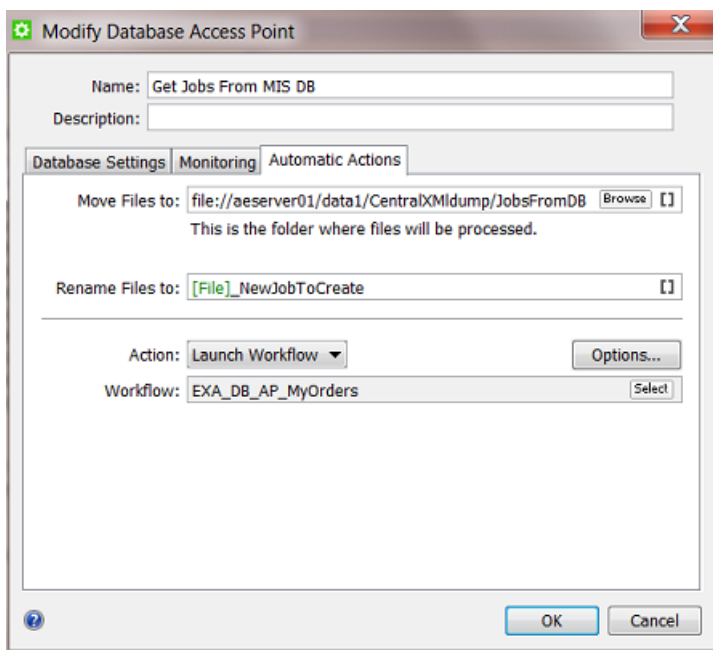 Modify Database Access Point
Name: Get Jobs From MIS DB
Description:
Database Settings Monitoring Automatic Actions
Move Files to: file://aeserver01/data1/CentralXMldump/JobsFromDB Browse []
This is the folder where files will be processed.
Rename Files to: [File]_NewJobToCreate []
Action: Launch Workflow Options...
Workflow: EXA_DB_AP_MyOrders Select
? OK Cancel